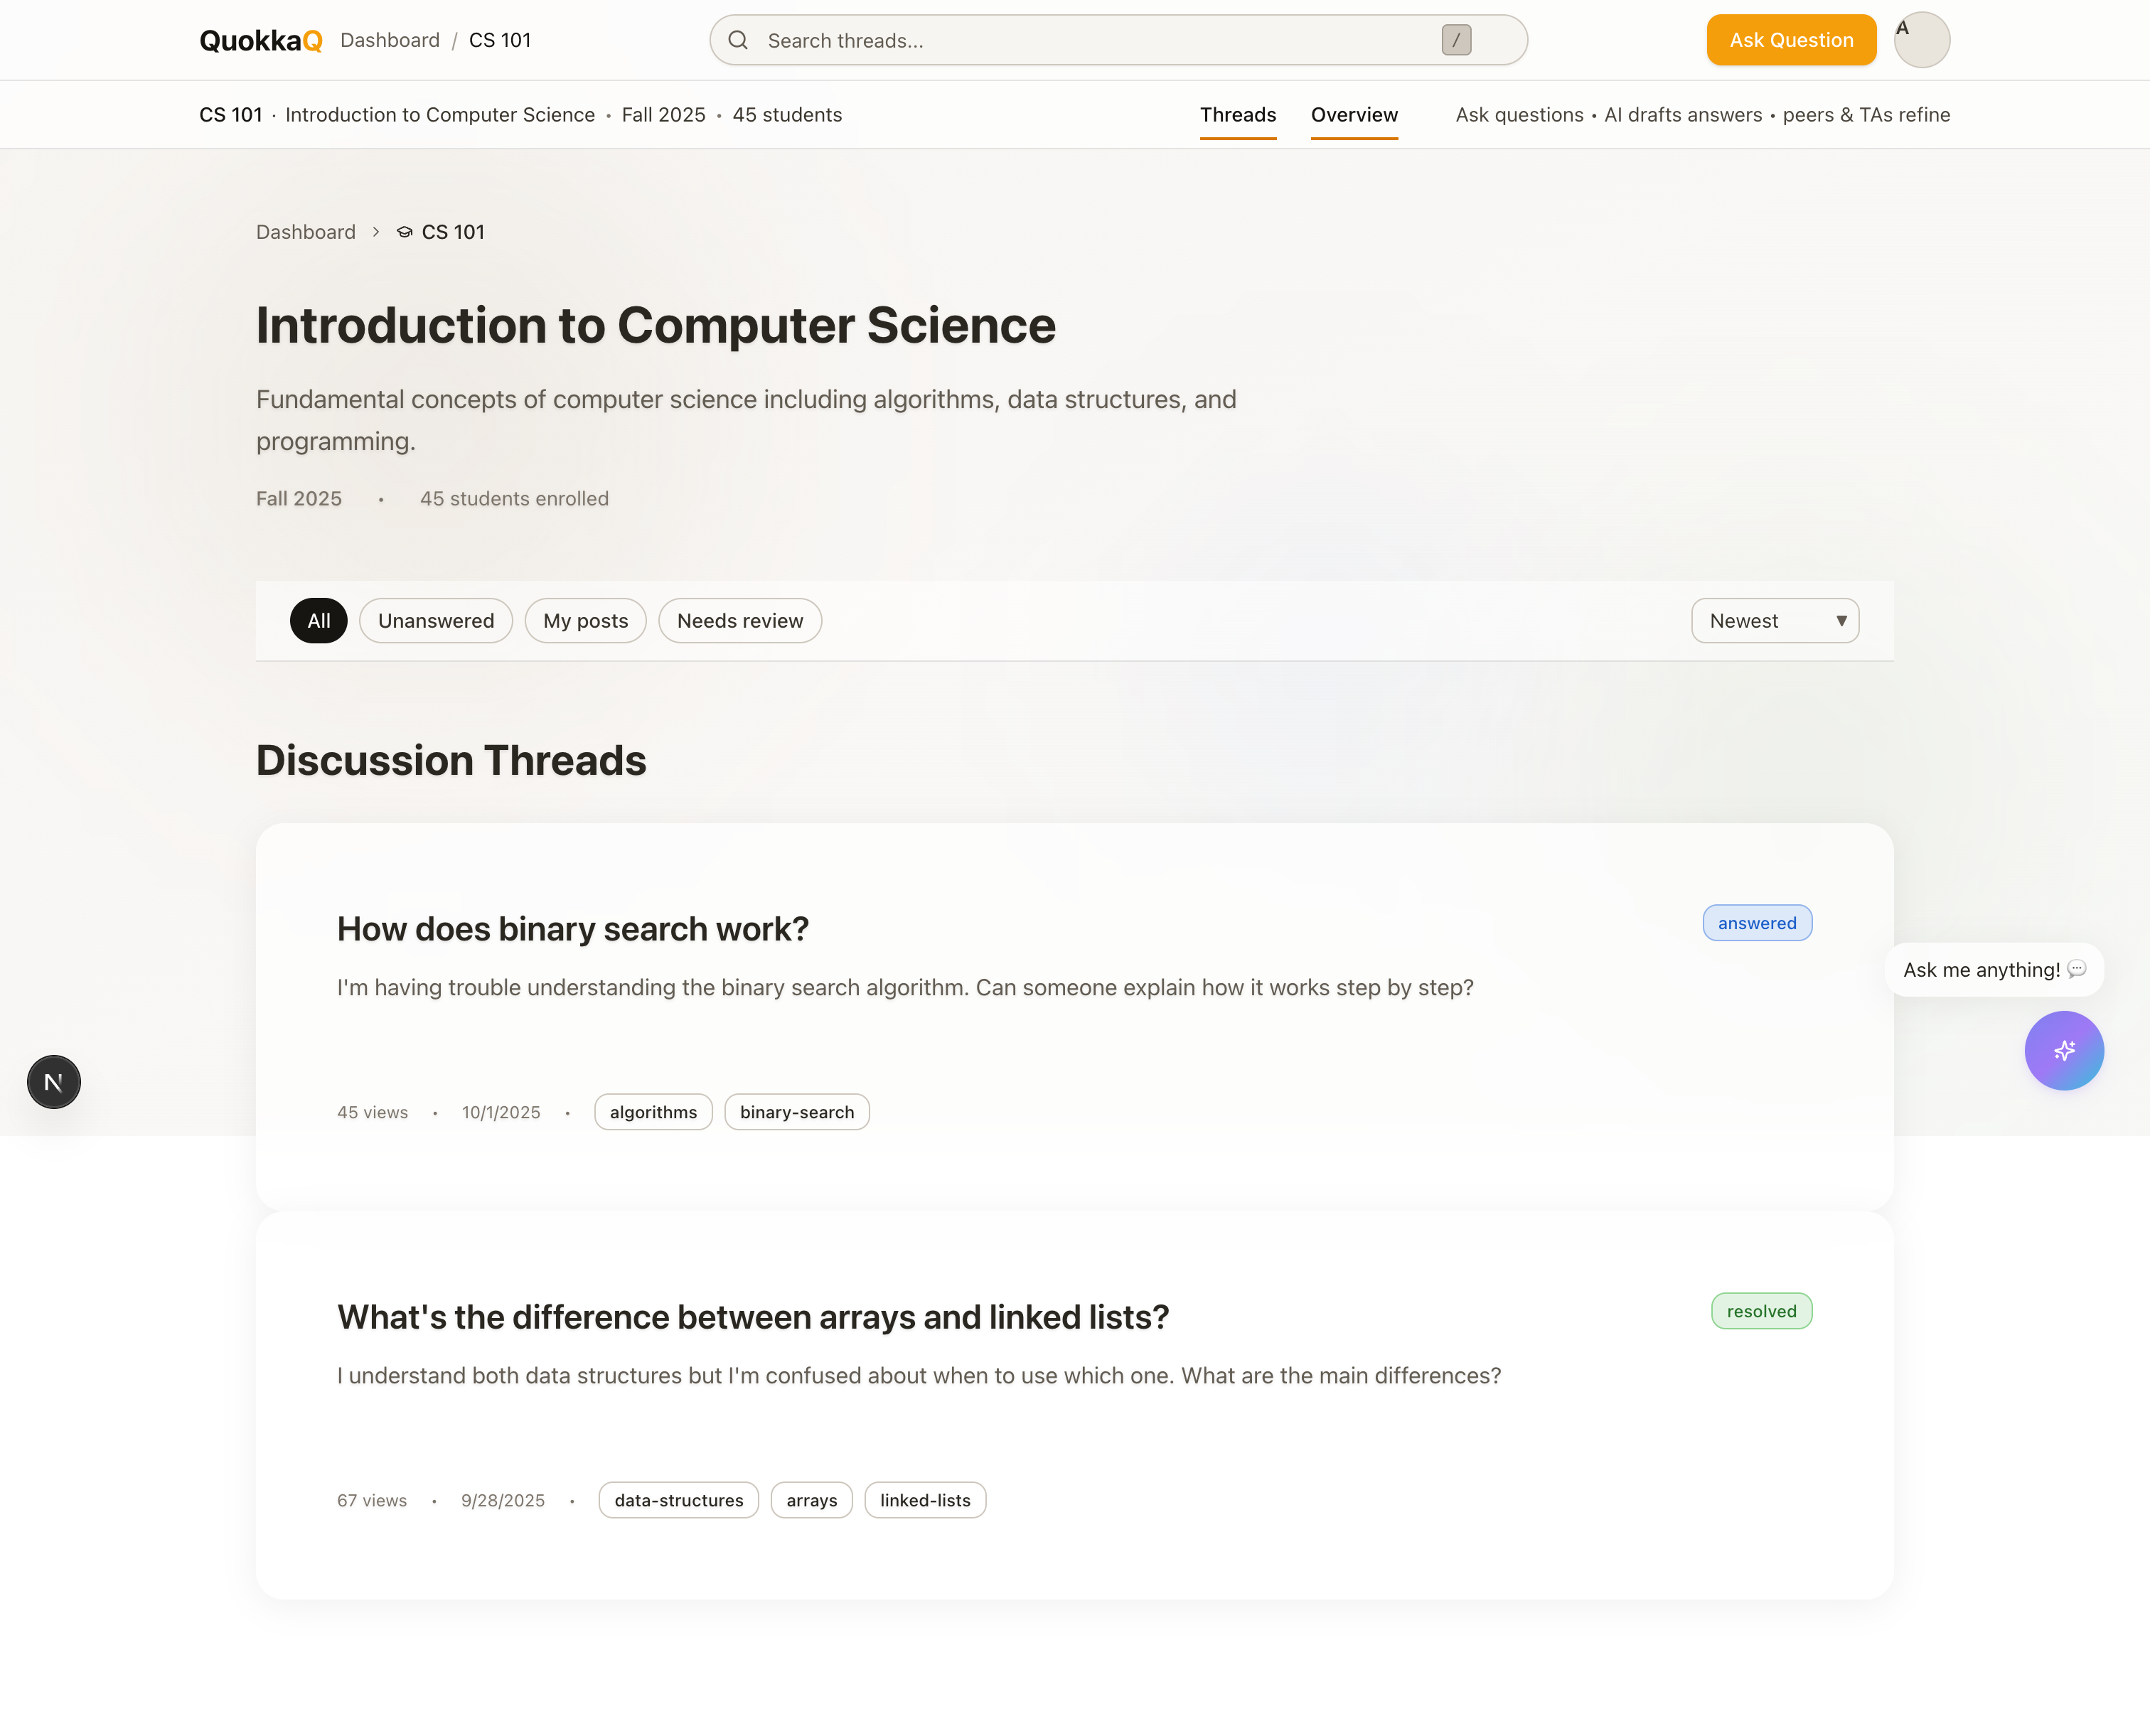 QuokkaQ Dashboard / CS 101 Search threads... / Ask Question A
CS 101 · Introduction to Computer Science • Fall 2025 • 45 students Threads Overview Ask questions • AI drafts answers • peers & TAs refine
Dashboard > CS 101
Introduction to Computer Science
Fundamental concepts of computer science including algorithms, data structures, and
programming.
Fall 2025 • 45 students enrolled
All Unanswered My posts Needs review Newest
Discussion Threads
How does binary search work? answered
I'm having trouble understanding the binary search algorithm. Can someone explain how it works step by step?
Ask me anything! 💬
N
45 views • 10/1/2025 • algorithms binary-search
What's the difference between arrays and linked lists? resolved
I understand both data structures but I'm confused about when to use which one. What are the main differences?
67 views • 9/28/2025 • data-structures arrays linked-lists